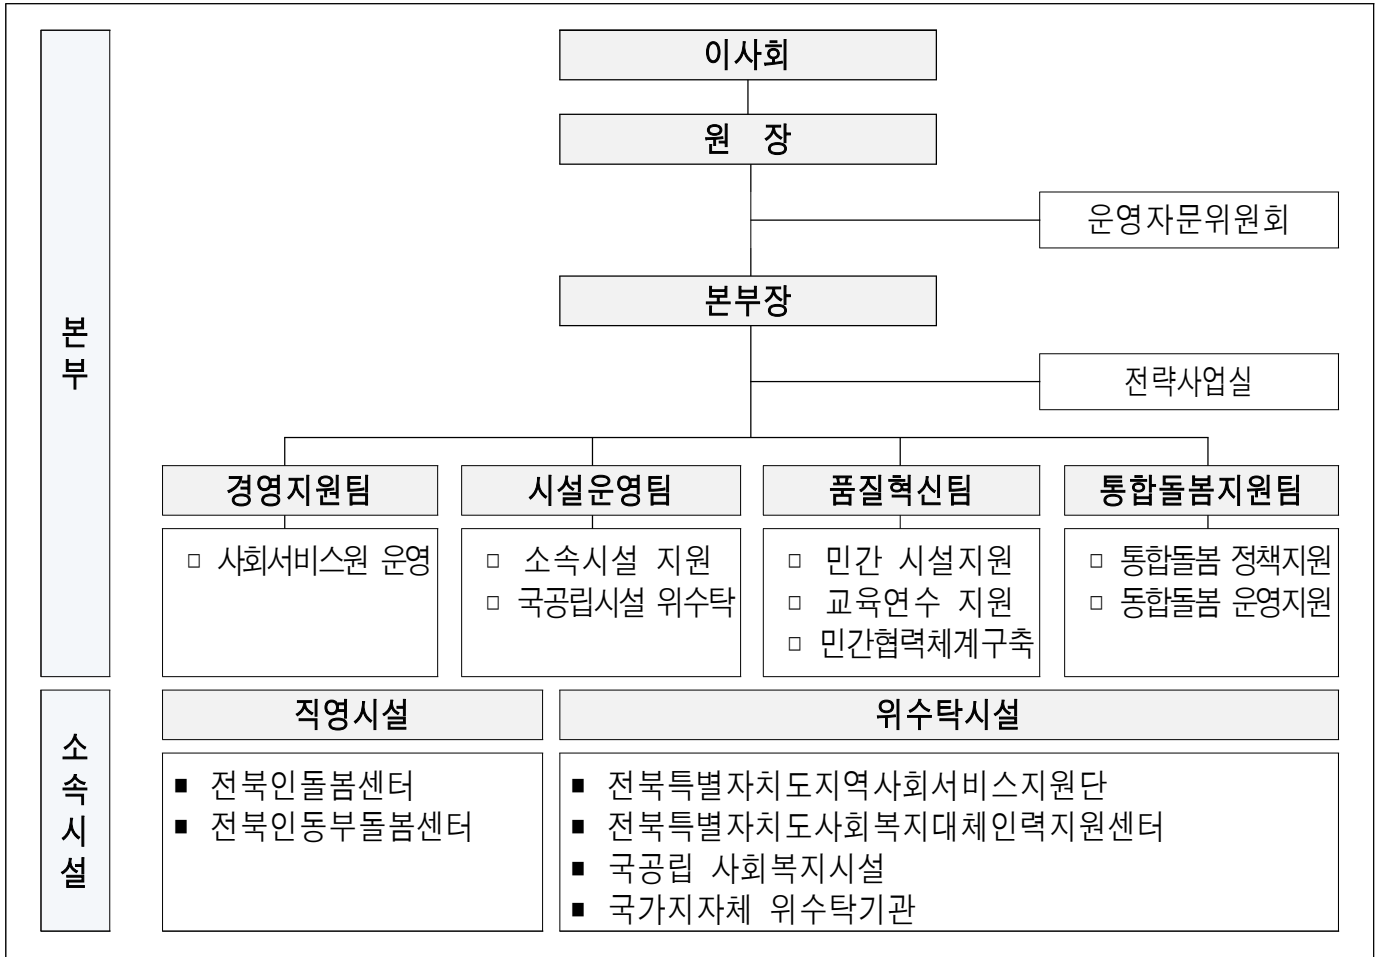 이사회
원 장
운영자문위원회
본부장
전략사업실
본
부
경영지원팀
□ 사회서비스원 운영
시설운영팀
□ 소속시설 지원
□ 국공립시설 위수탁
품질혁신팀
□ 민간 시설지원
□ 교육연수 지원
□ 민간협력체계구축
통합돌봄지원팀
□ 통합돌봄 정책지원
□ 동합돌봄 운영지원
소
속
시
설
직영시설
■ 전북인돌봄센터
■ 전북인동부돌봄센터
위수탁시설
■ 전북특별자치도지역사회서비스지원단
■ 전북특별자치도사회복지대체인력지원센터
■ 국공립 사회복지시설
■ 국가지자체 위수탁기관